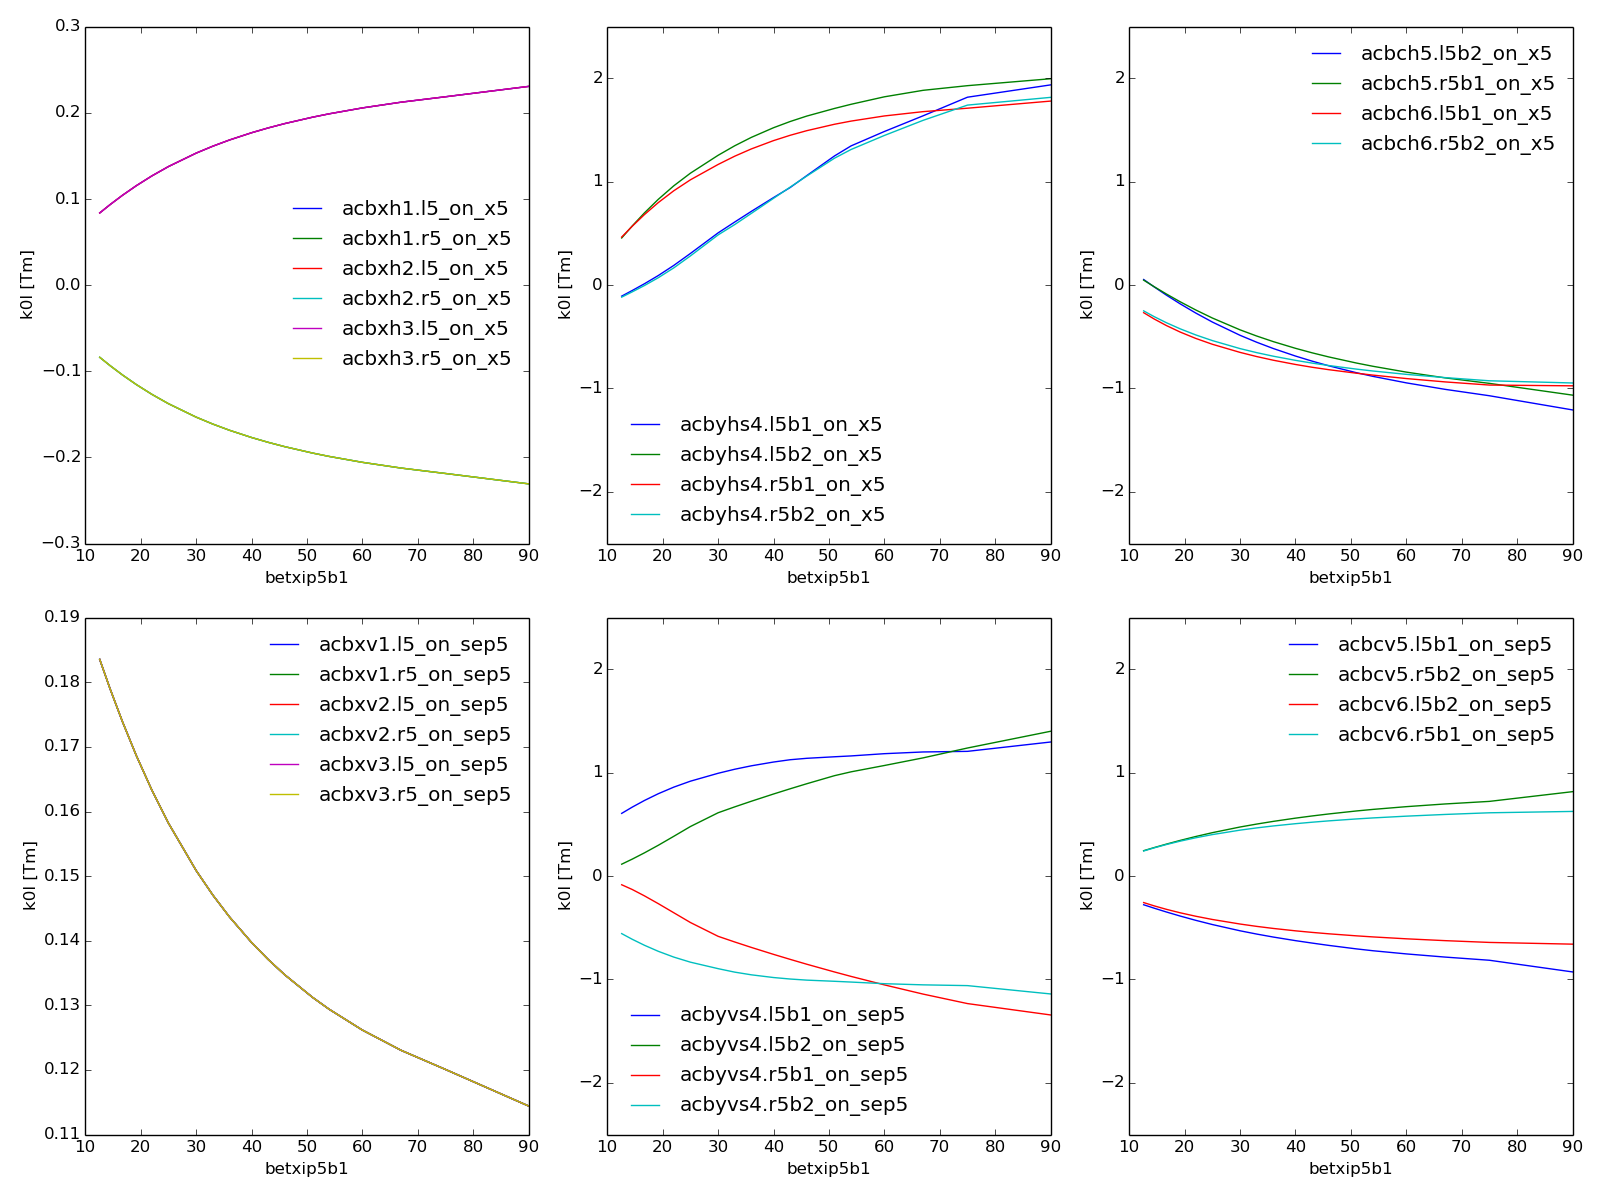 0.3
0.2
0.1
0.0
−0.1
−0.2
−0.3
k0l [Tm]
acbxh1.l5_on_x5
acbxh1.r5_on_x5
acbxh2.l5_on_x5
acbxh2.r5_on_x5
acbxh3.l5_on_x5
acbxh3.r5_on_x5
10 20 30 40 50 60 70 80 90
betxip5b1
2
1
0
−1
−2
k0l [Tm]
acbyhs4.l5b1_on_x5
acbyhs4.l5b2_on_x5
acbyhs4.r5b1_on_x5
acbyhs4.r5b2_on_x5
10 20 30 40 50 60 70 80 90
betxip5b1
2
1
0
−1
−2
k0l [Tm]
acbch5.l5b2_on_x5
acbch5.r5b1_on_x5
acbch6.l5b1_on_x5
acbch6.r5b2_on_x5
10 20 30 40 50 60 70 80 90
betxip5b1
0.19
0.18
0.17
0.16
0.15
0.14
0.13
0.12
0.11
k0l [Tm]
acbxv1.l5_on_sep5
acbxv1.r5_on_sep5
acbxv2.l5_on_sep5
acbxv2.r5_on_sep5
acbxv3.l5_on_sep5
acbxv3.r5_on_sep5
10 20 30 40 50 60 70 80 90
betxip5b1
2
1
0
−1
−2
k0l [Tm]
acbyvs4.l5b1_on_sep5
acbyvs4.l5b2_on_sep5
acbyvs4.r5b1_on_sep5
acbyvs4.r5b2_on_sep5
10 20 30 40 50 60 70 80 90
betxip5b1
2
1
0
−1
−2
k0l [Tm]
acbcv5.l5b1_on_sep5
acbcv5.r5b2_on_sep5
acbcv6.l5b2_on_sep5
acbcv6.r5b1_on_sep5
10 20 30 40 50 60 70 80 90
betxip5b1